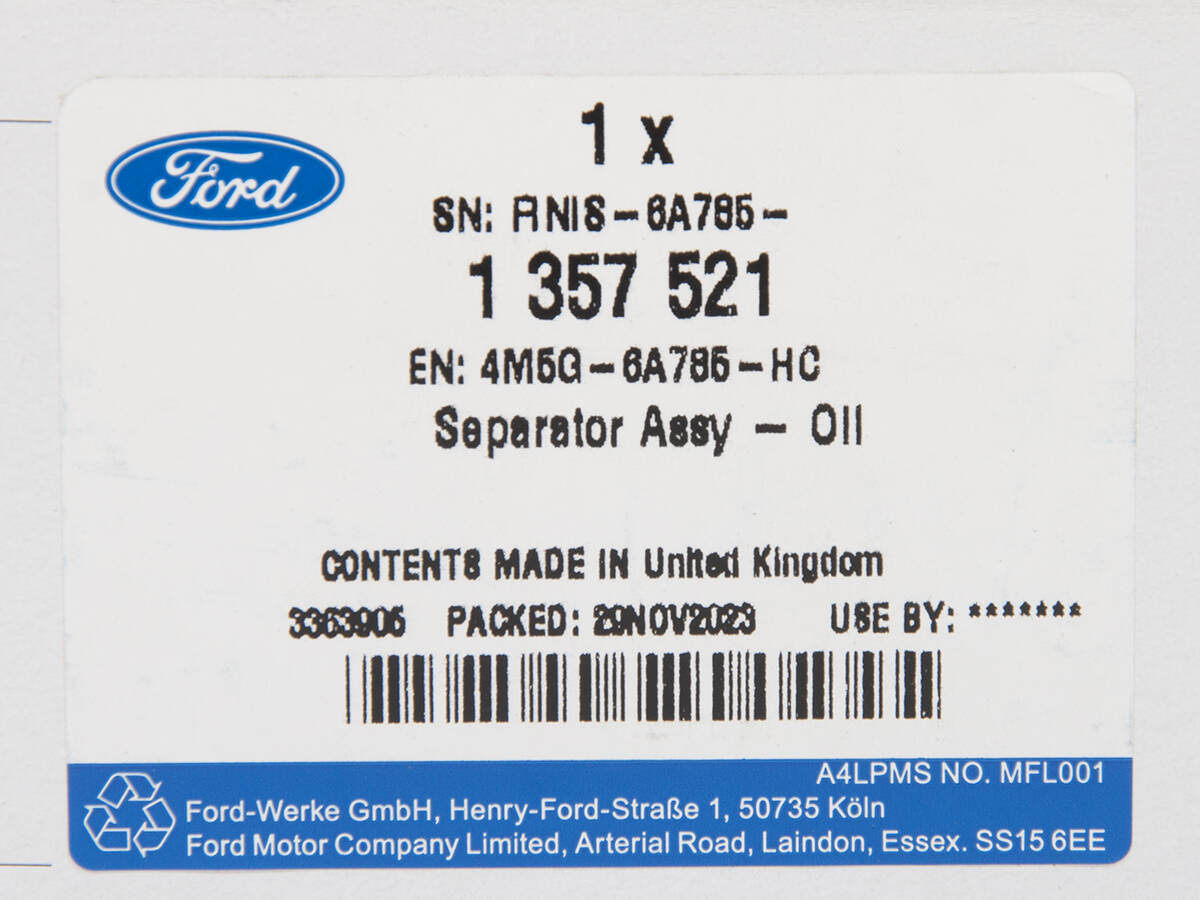 Ford
1 x
SN: FINIS-6A785-
1 357 521
EN: 4M5G-6A785-HC
Separator Assy - Oil
CONTENTS MADE IN United Kingdom
3363905 PACKED: 29NOV2023 USE BY: *******
A4LPMS NO. MFL001
Ford-Werke GmbH, Henry-Ford-Straße 1, 50735 Köln
Ford Motor Company Limited, Arterial Road, Laindon, Essex. SS15 6EE